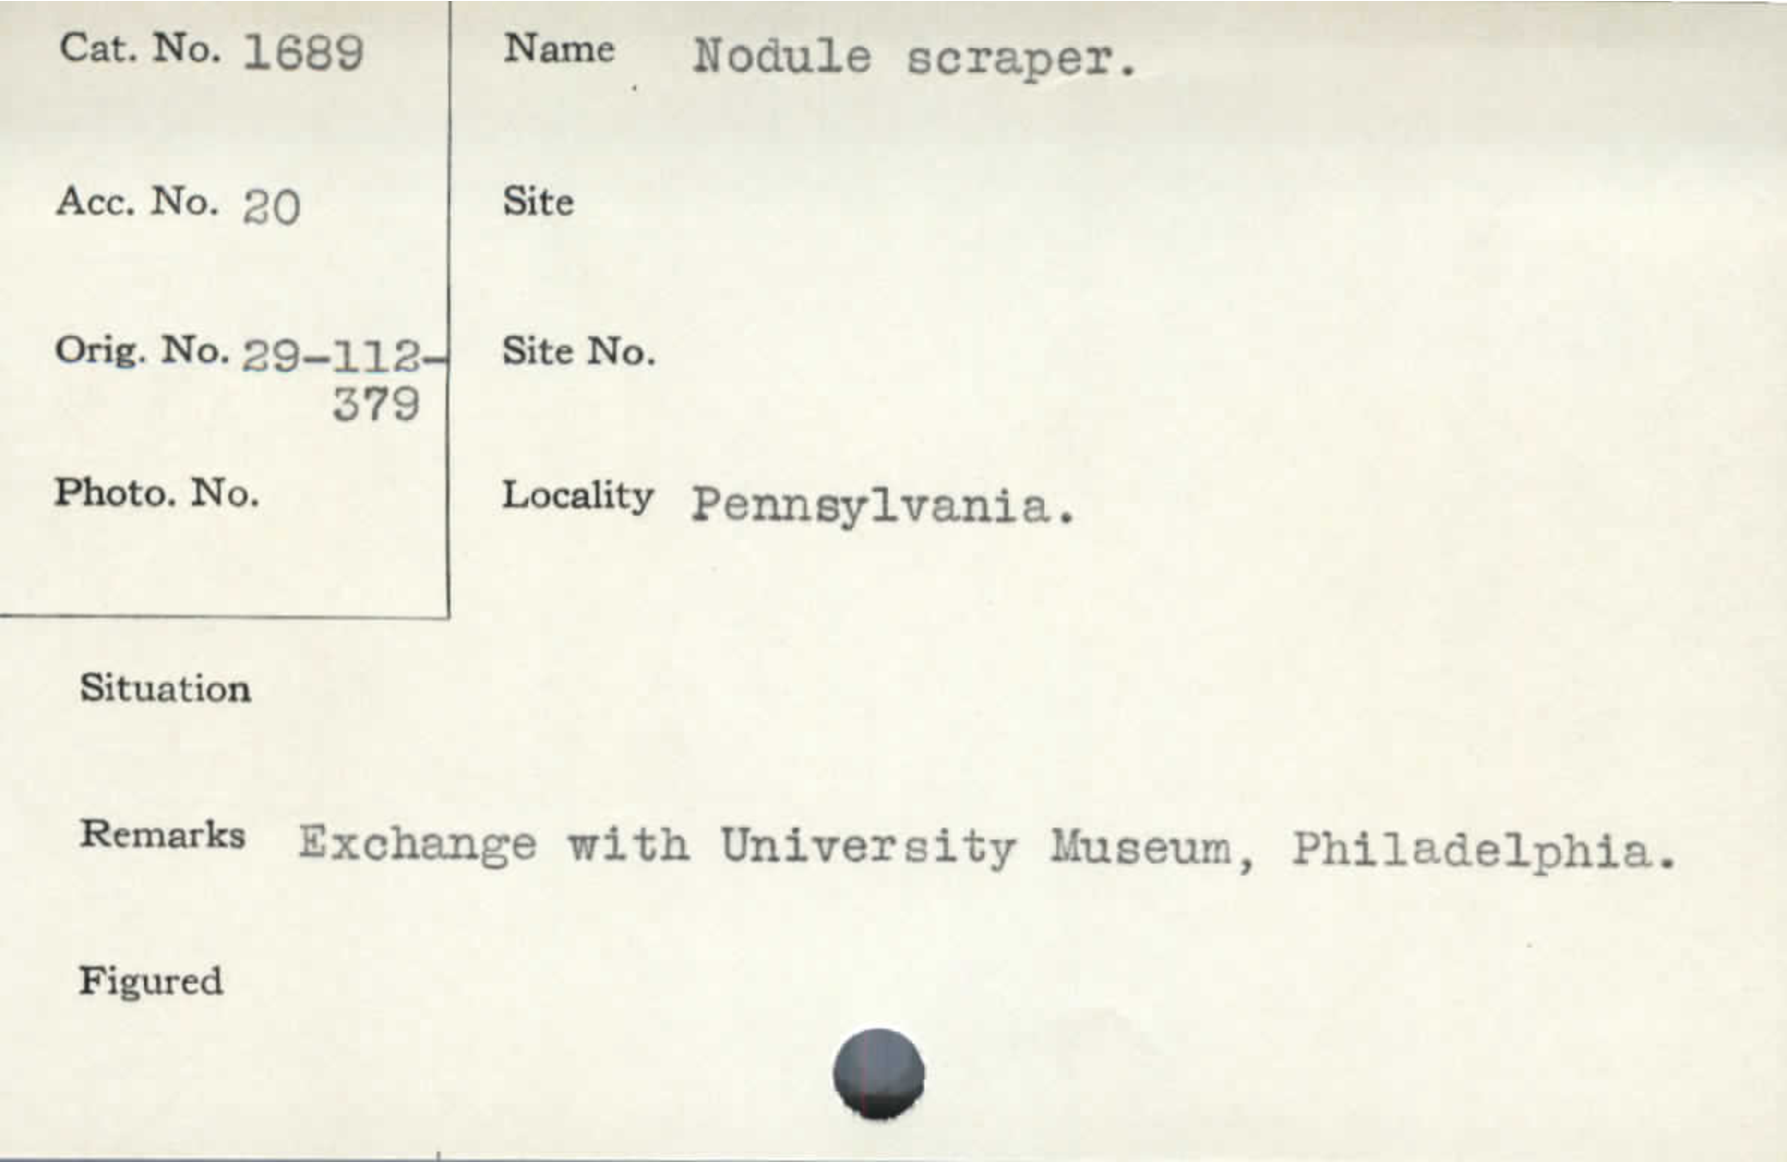 Cat. No. 1689
Name Nodule scraper.
Acc. No. 20
Site
Orig. No. 29-112-
379
Site No.
Photo. No.
Locality Pennsylvania.
Situation
Remarks Exchange with University Museum, Philadelphia.
Figured